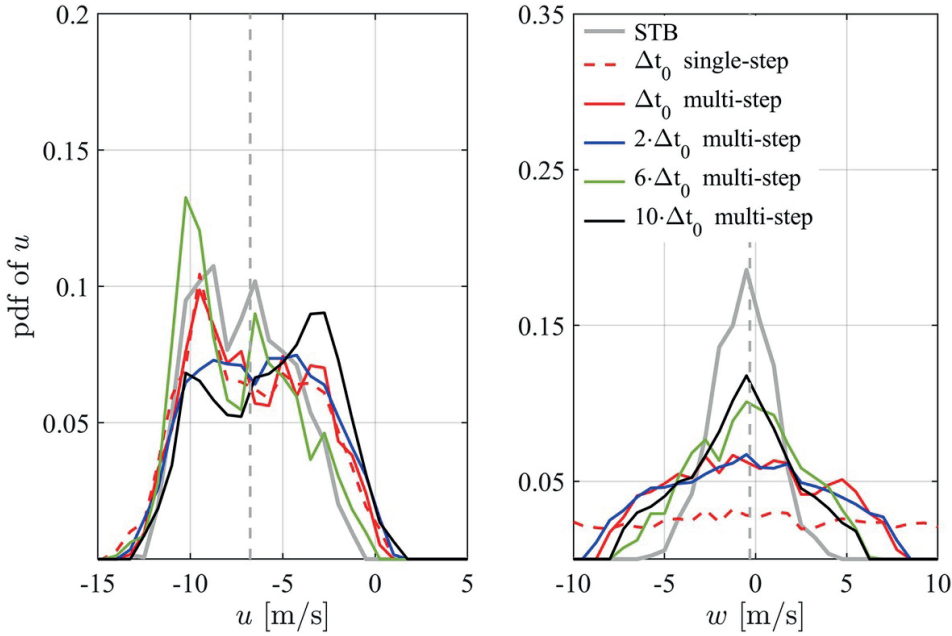 0.2
0.15
0.1
0.05
pdf of u
-15
-10
-5
0
5
u [m/s]
0.35
0.25
0.15
0.05
STB
Δt₀ single-step
Δt₀ multi-step
2·Δt₀ multi-step
6·Δt₀ multi-step
10·Δt₀ multi-step
-10
-5
0
5
10
w [m/s]